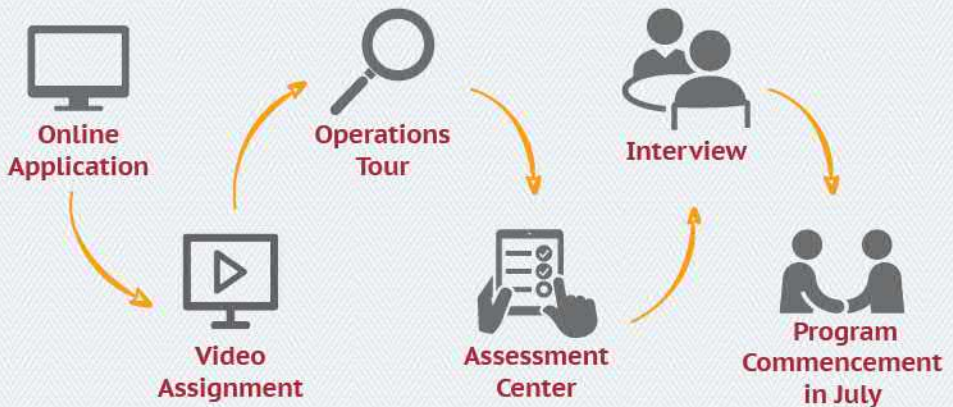 Online
Application
Video
Assignment
Operations
Tour
Assessment
Center
Interview
Program
Commencement
in July